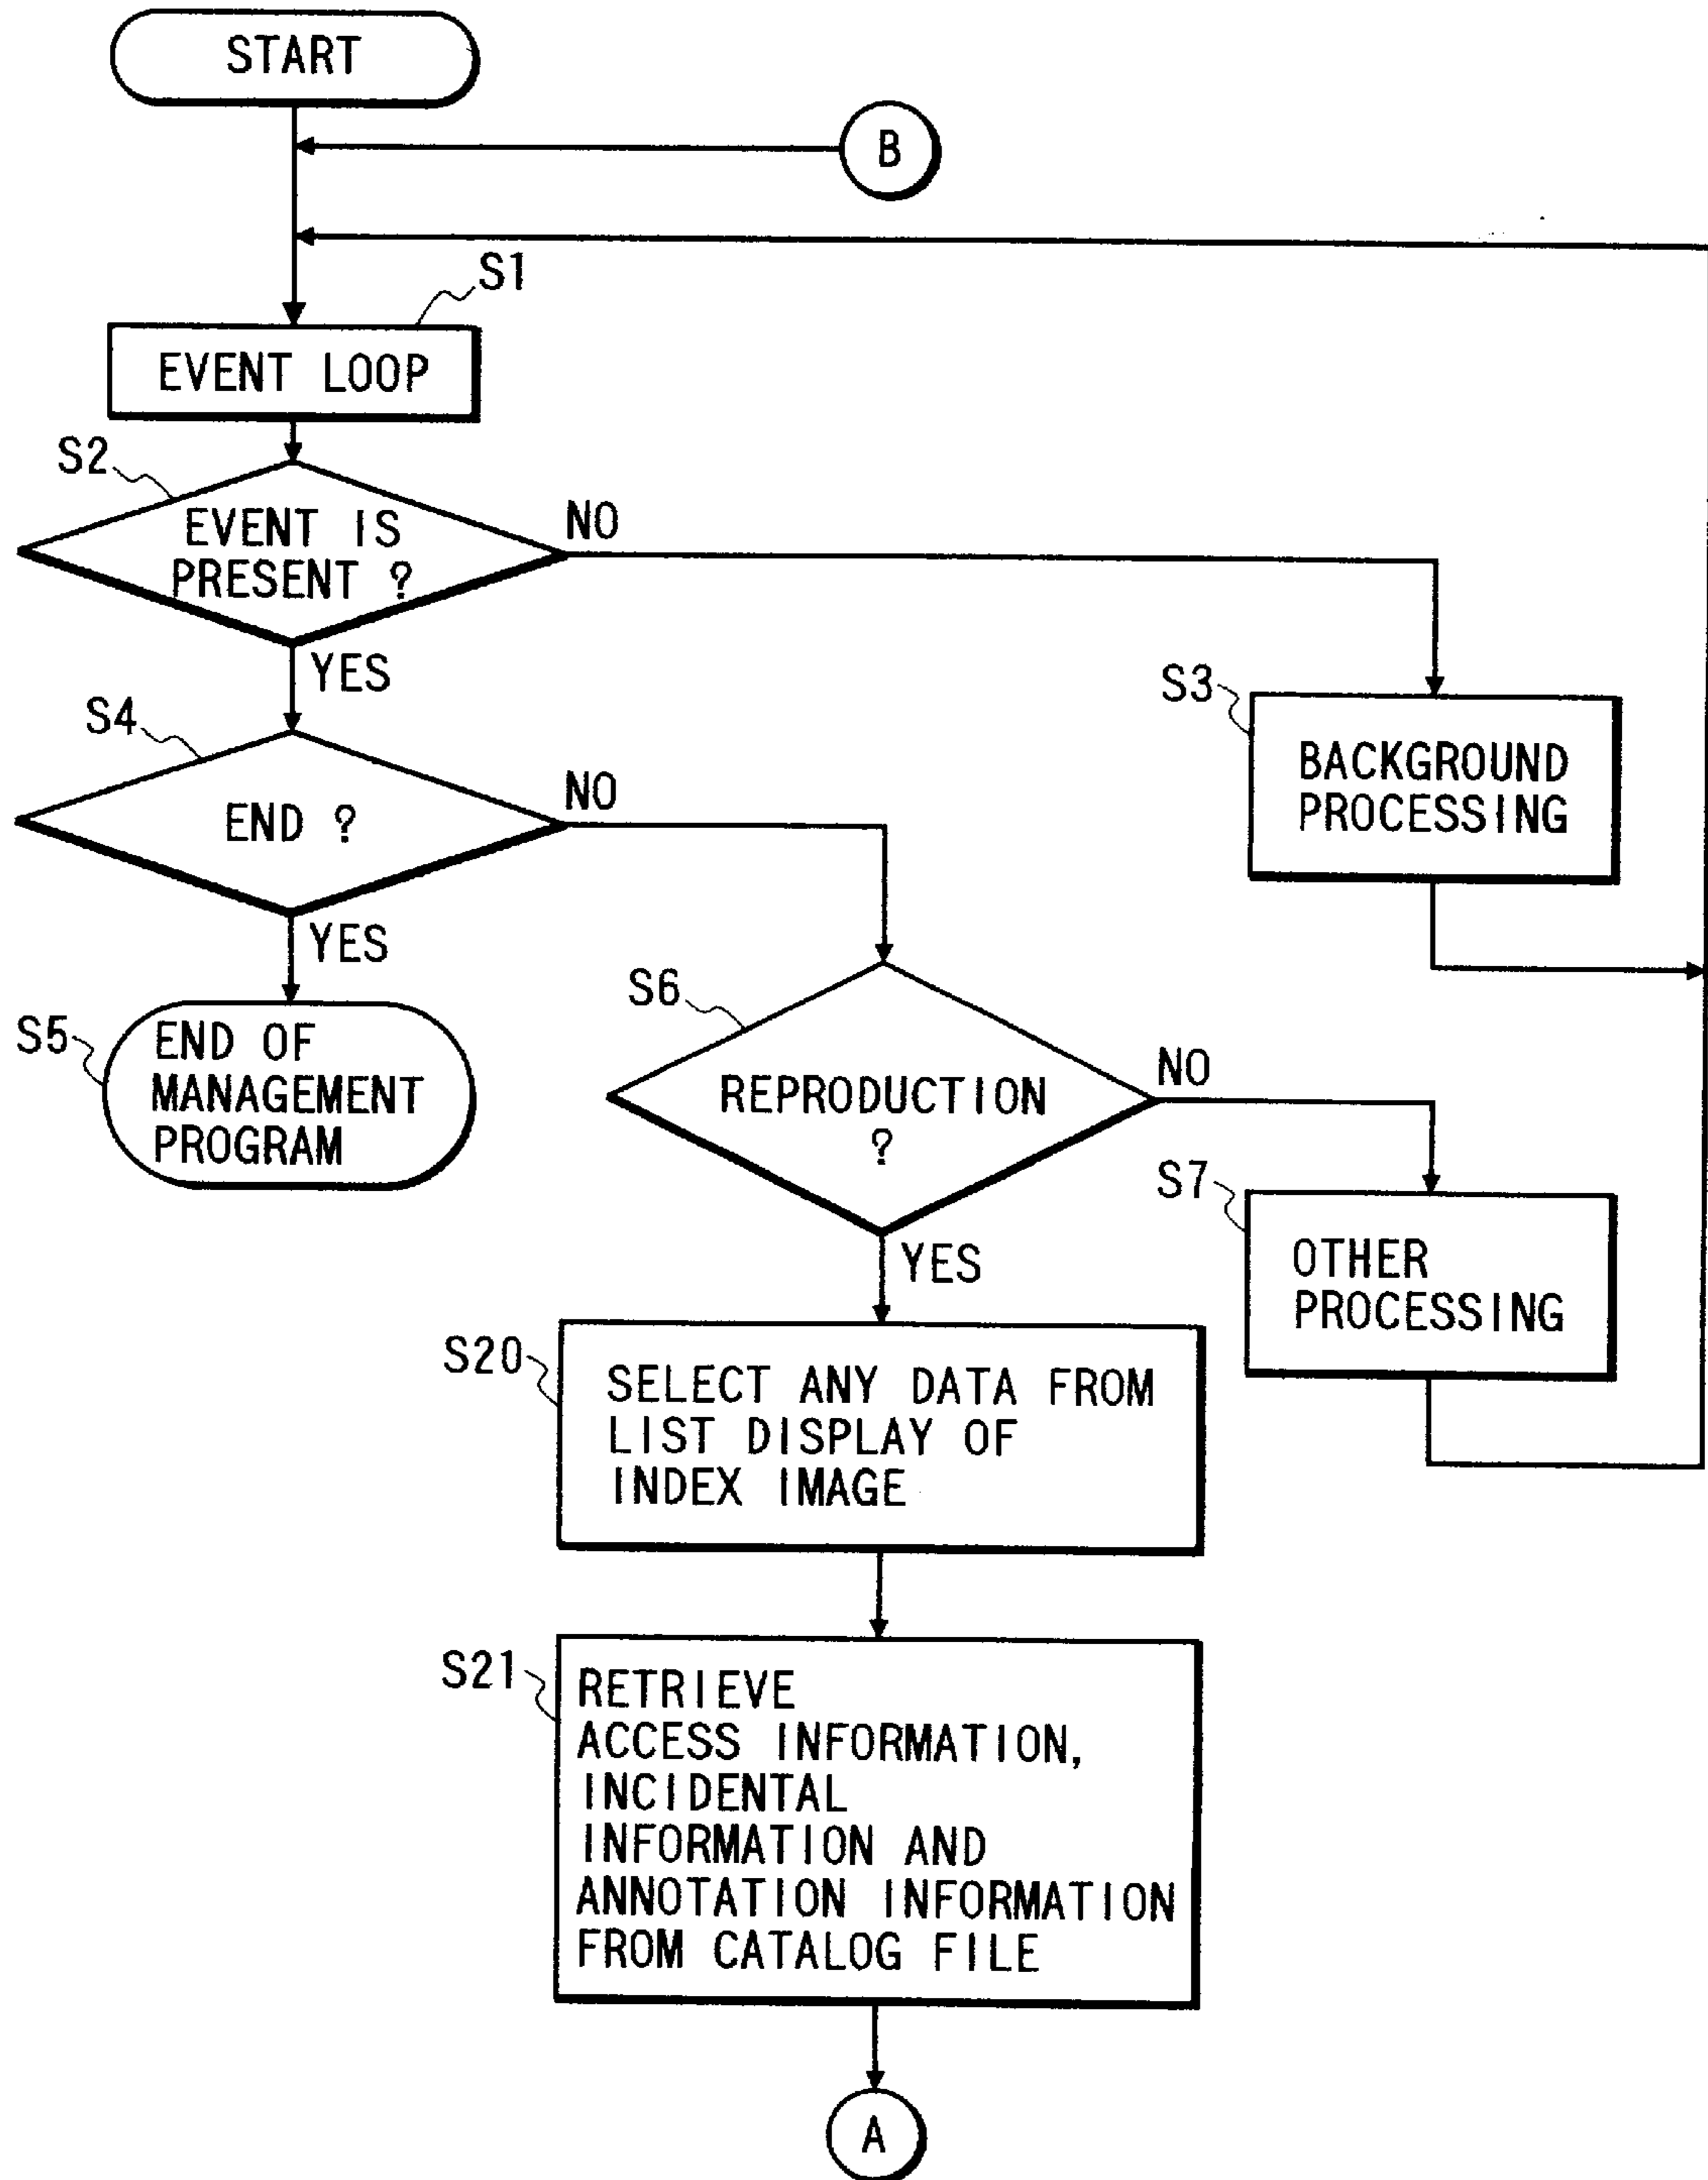 START
B
S1
EVENT LOOP
S2
EVENT IS
PRESENT ?
NO
YES
S3
BACKGROUND
PROCESSING
S4
END ?
NO
YES
S5
END OF
MANAGEMENT
PROGRAM
S6
REPRODUCTION
?
NO
YES
S7
OTHER
PROCESSING
S20
SELECT ANY DATA FROM
LIST DISPLAY OF
INDEX IMAGE
S21
RETRIEVE
ACCESS INFORMATION,
INCIDENTAL
INFORMATION AND
ANNOTATION INFORMATION
FROM CATALOG FILE
A